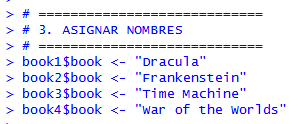 > # ============================
> # 3. ASIGNAR NOMBRES
> # ============================
> book1$book <- "Dracula"
> book2$book <- "Frankenstein"
> book3$book <- "Time Machine"
> book4$book <- "War of the Worlds"